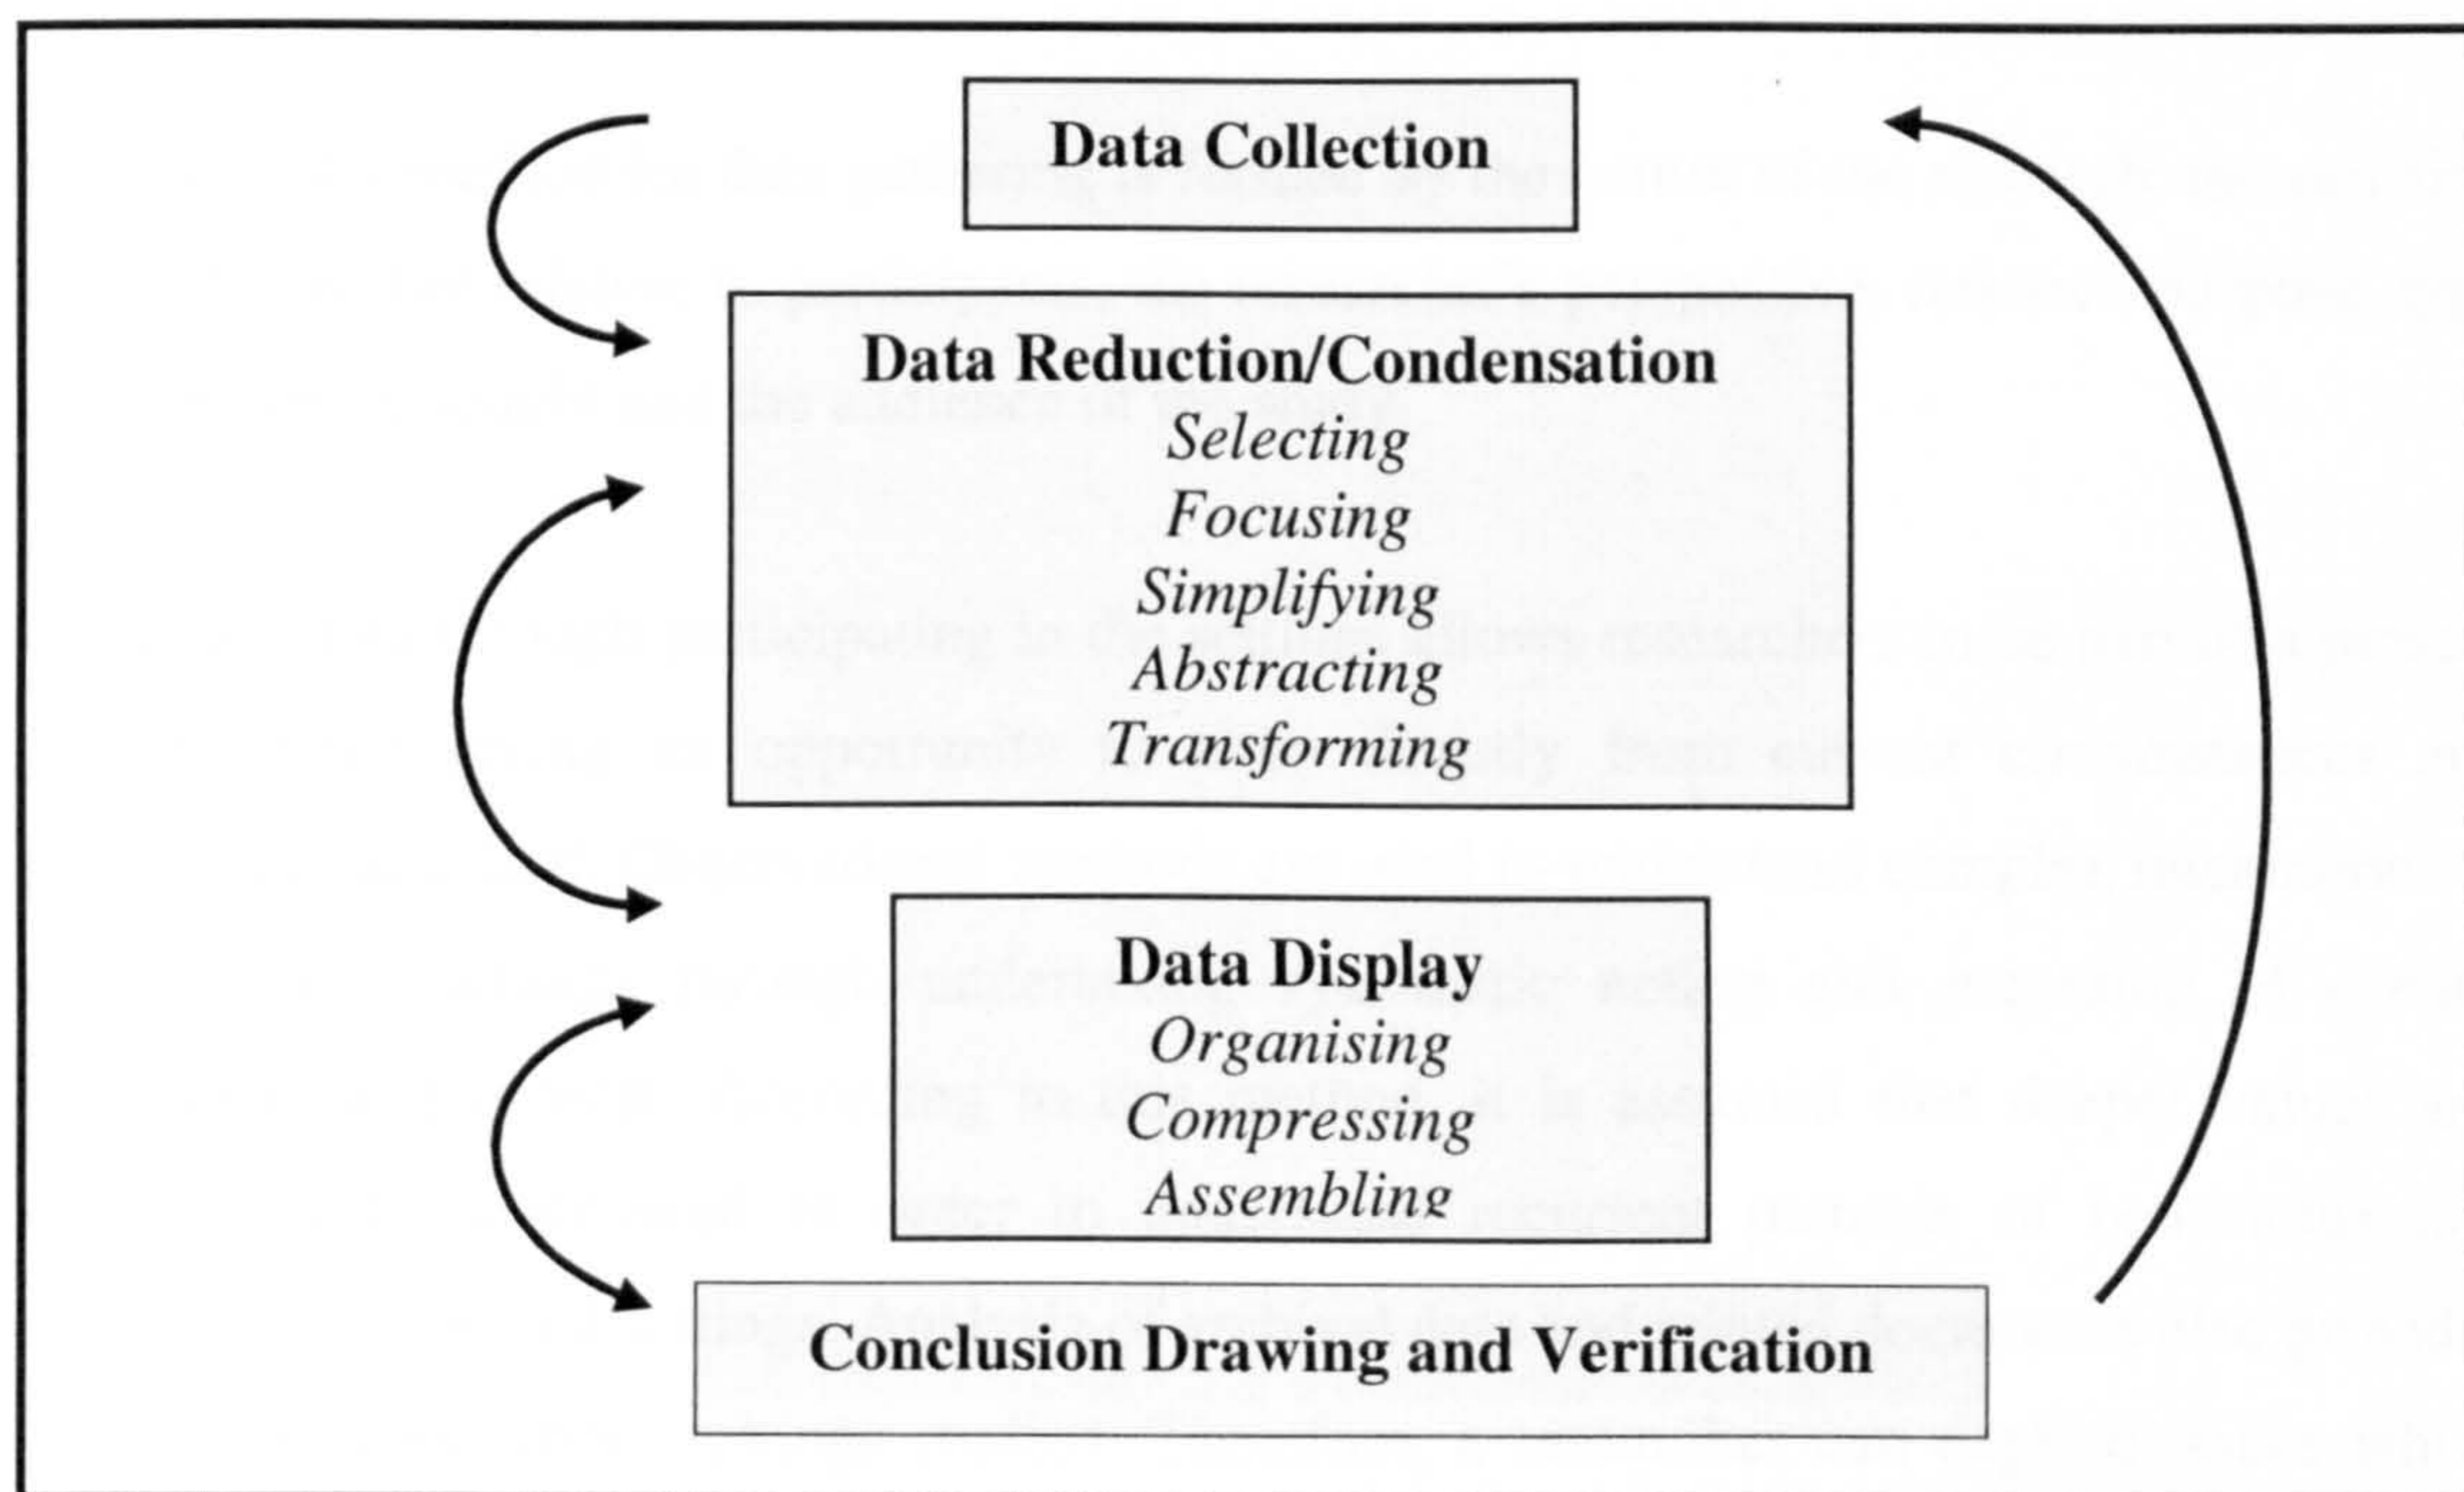 Data Collection
Data Reduction/Condensation
Selecting
Focusing
Simplifying
Abstracting
Transforming
Data Display
Organising
Compressing
Assembling
Conclusion Drawing and Verification